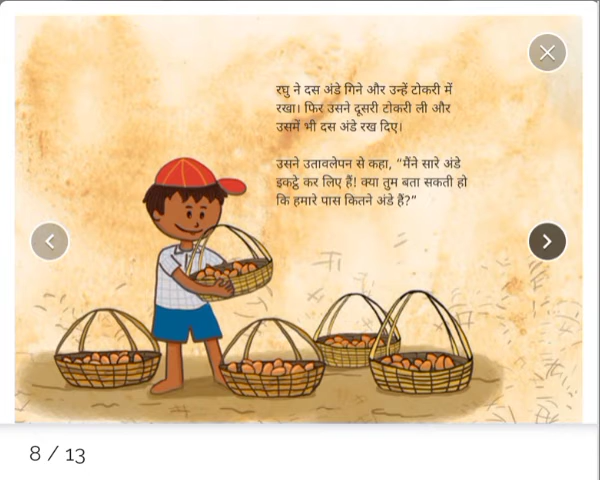 रघु ने दस अंडे गिने और उन्हें टोकरी में
रखा। फिर उसने दूसरी टोकरी ली और
उसमें भी दस अंडे रख दिए।
उसने उतावलेपन से कहा, “मैंने सारे अंडे
इकट्ठे कर लिए हैं! क्या तुम बता सकती हो
कि हमारे पास कितने अंडे हैं?”
8 / 13